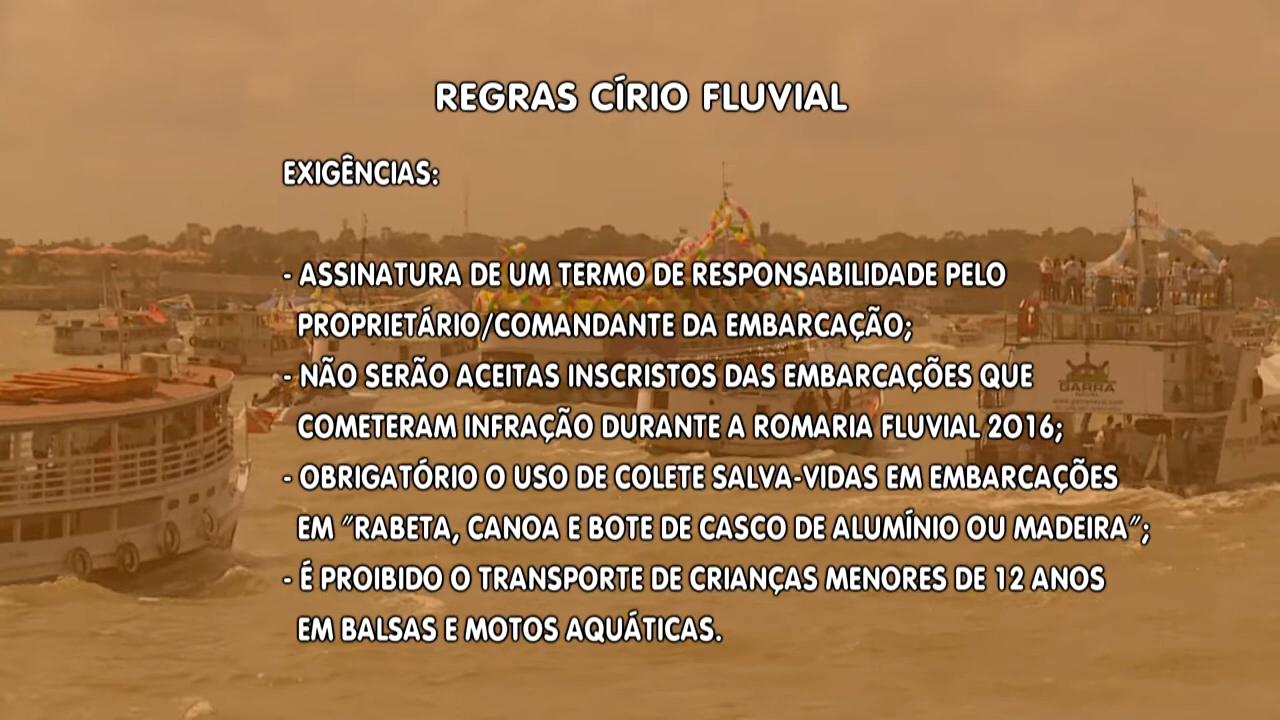 REGRAS CÍRIO FLUVIAL
EXIGÊNCIAS:
- ASSINATURA DE UM TERMO DE RESPONSABILIDADE PELO
PROPRIETÁRIO/COMANDANTE DA EMBARCAÇÃO;
- NÃO SERÃO ACEITAS INSCRISTOS DAS EMBARCAÇÕES QUE
COMETERAM INFRAÇÃO DURANTE A ROMARIA FLUVIAL 2016;
- OBRIGATÓRIO O USO DE COLETE SALVA-VIDAS EM EMBARCAÇÕES
EM "RABETA, CANOA E BOTE DE CASCO DE ALUMÍNIO OU MADEIRA";
- É PROIBIDO O TRANSPORTE DE CRIANÇAS MENORES DE 12 ANOS
EM BALSAS E MOTOS AQUÁTICAS.
GARRA